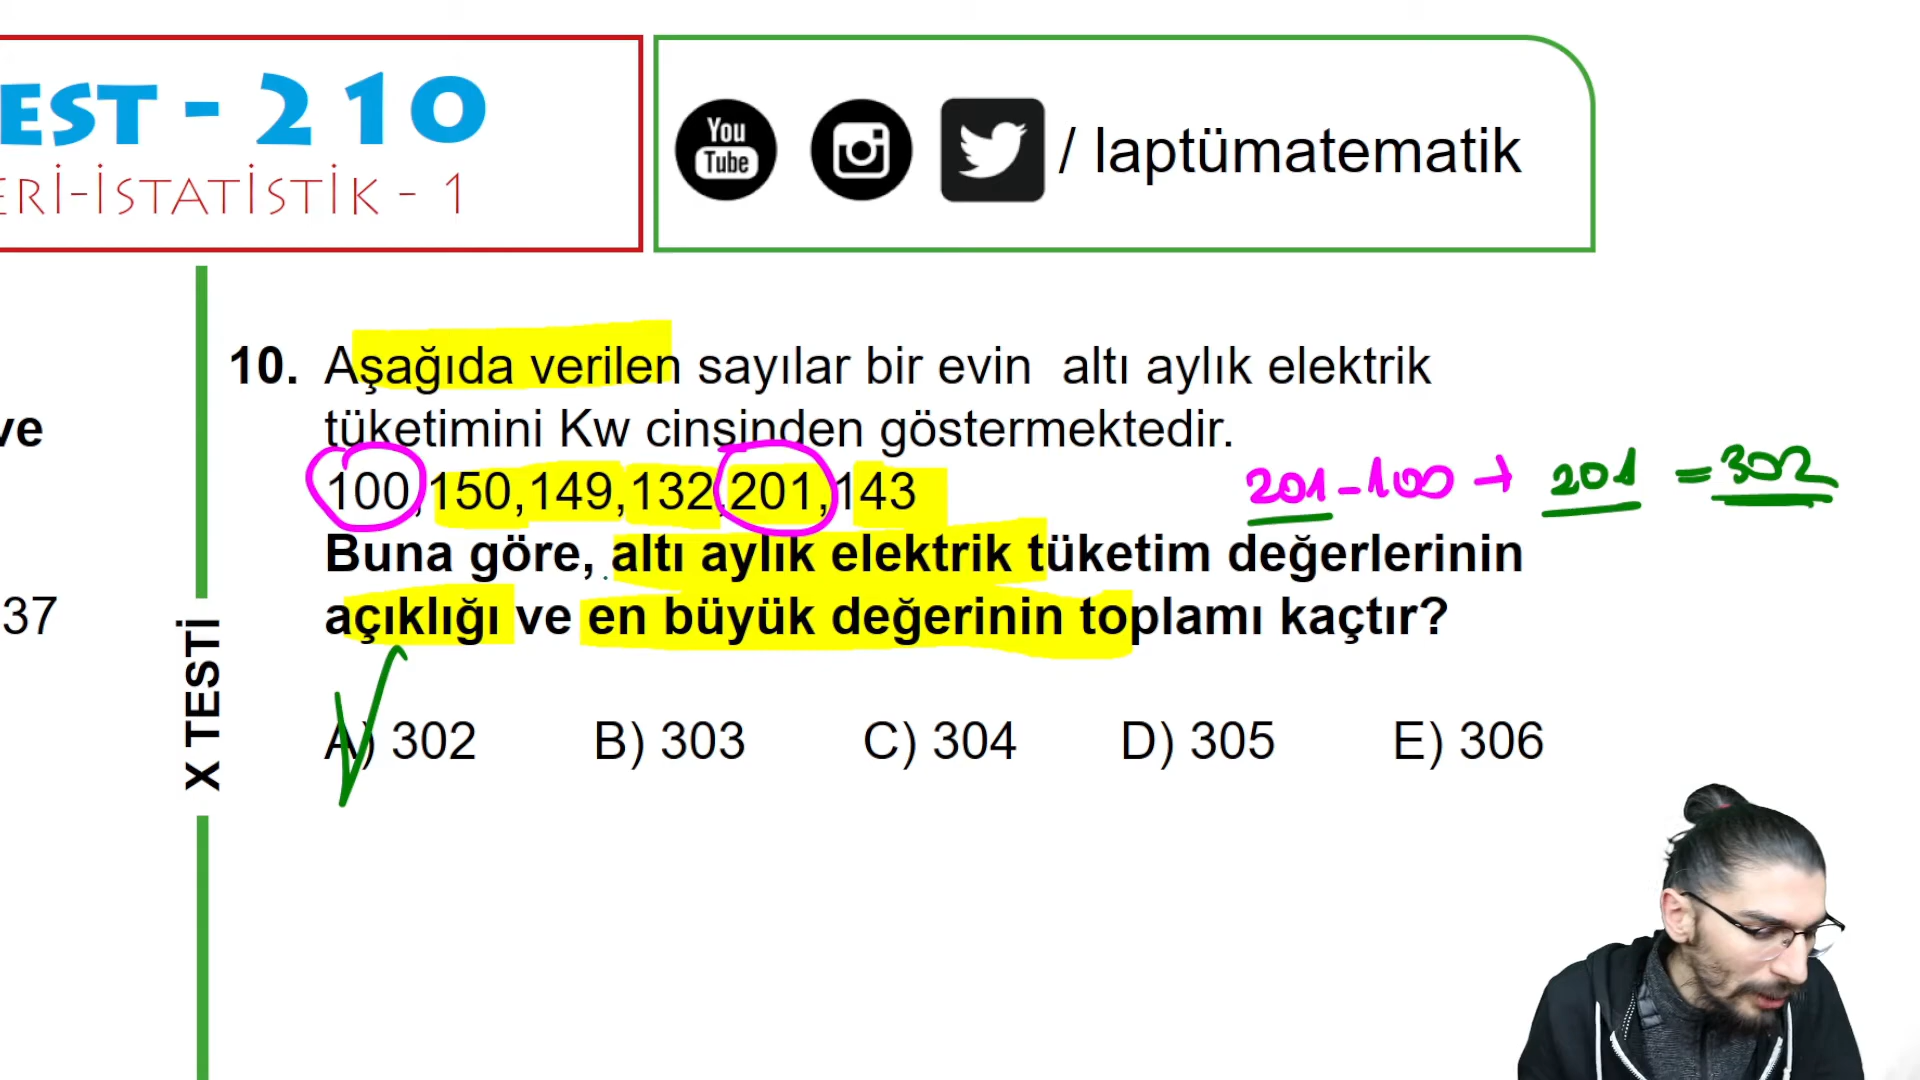 EST - 210
ERİ-İSTATİSTİK - 1
You
Tube
/ laptümatematik
ve
37
X TESTİ
10. Aşağıda verilen sayılar bir evin altı aylık elektrik
tüketimini Kw cinsinden göstermektedir.
100,150,149,132,201,143
201-100+ 201 =302
Buna göre, altı aylık elektrik tüketim değerlerinin
açıklığı ve en büyük değerinin toplamı kaçtır?
A) 302 B) 303 C) 304 D) 305 E) 306